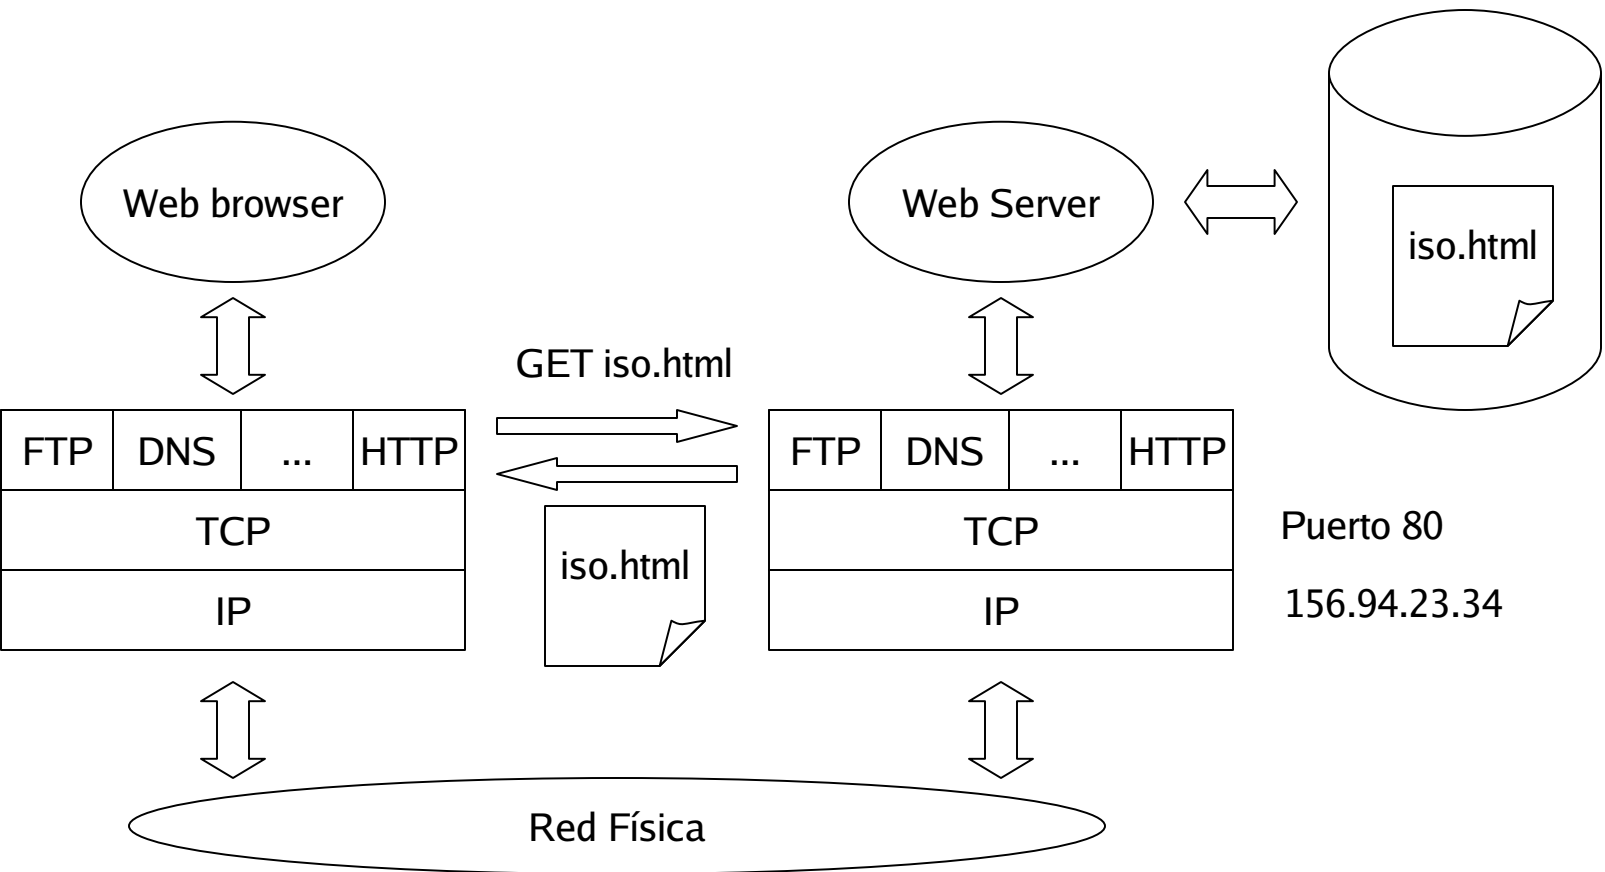 Web browser
Web Server
iso.html
GET iso.html
FTP DNS ... HTTP
FTP DNS ... HTTP
TCP
TCP
Puerto 80
iso.html
IP
IP
156.94.23.34
Red Física